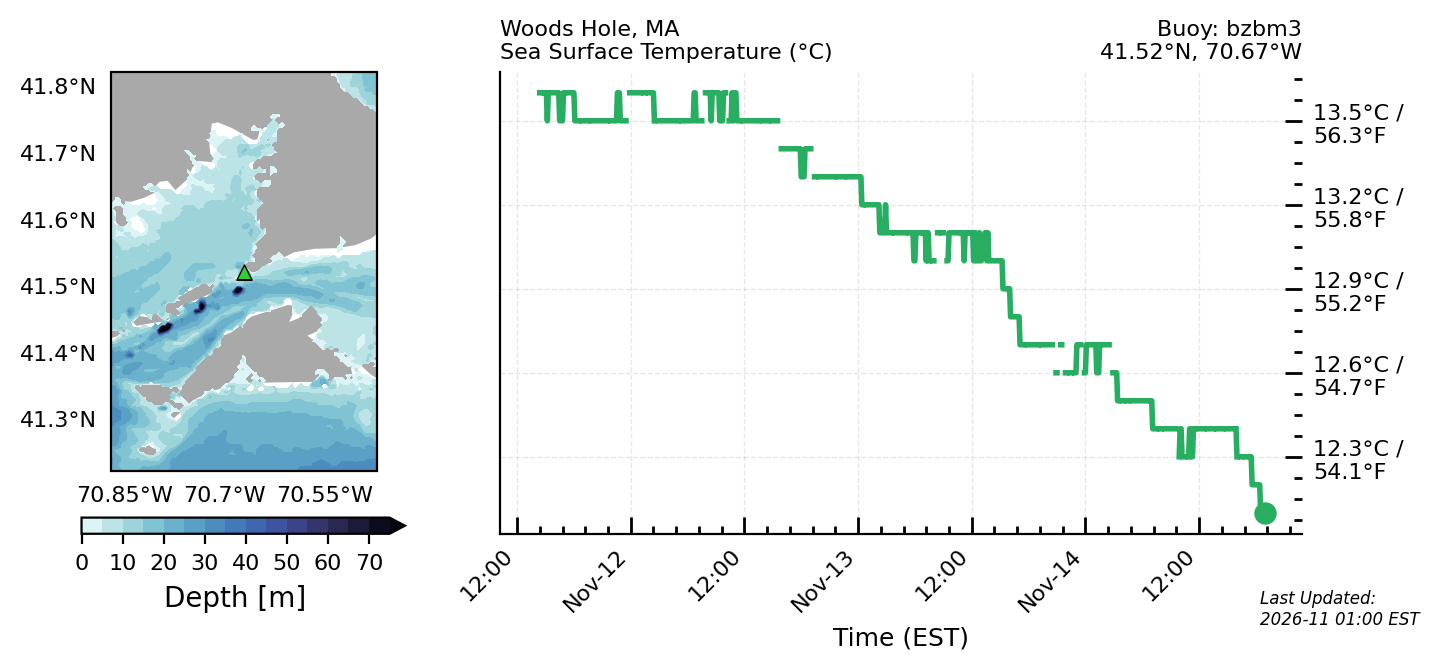 Woods Hole, MA
Sea Surface Temperature (°C)
Buoy: bzbm3
41.52°N, 70.67°W
41.8°N
41.7°N
41.6°N
41.5°N
41.4°N
41.3°N
70.85°W 70.7°W 70.55°W
0 10 20 30 40 50 60 70
Depth [m]
13.5°C /
56.3°F
13.2°C /
55.8°F
12.9°C /
55.2°F
12.6°C /
54.7°F
12.3°C /
54.1°F
12:00 Nov-12 12:00 Nov-13 12:00 Nov-14 12:00
Time (EST)
Last Updated:
2026-11 01:00 EST